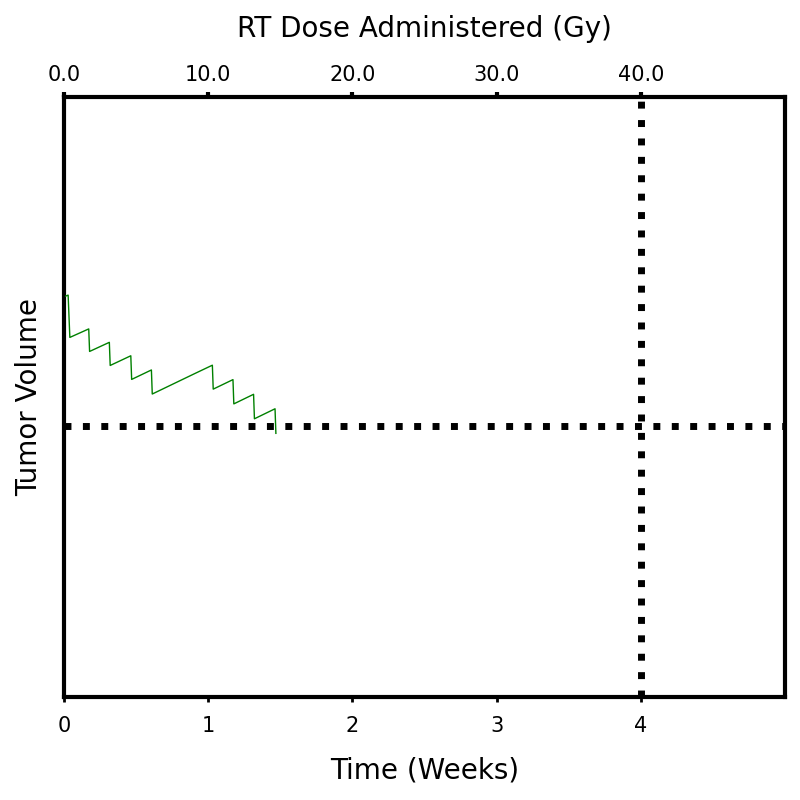 RT Dose Administered (Gy)
0.0 10.0 20.0 30.0 40.0
Tumor Volume
0 1 2 3 4
Time (Weeks)